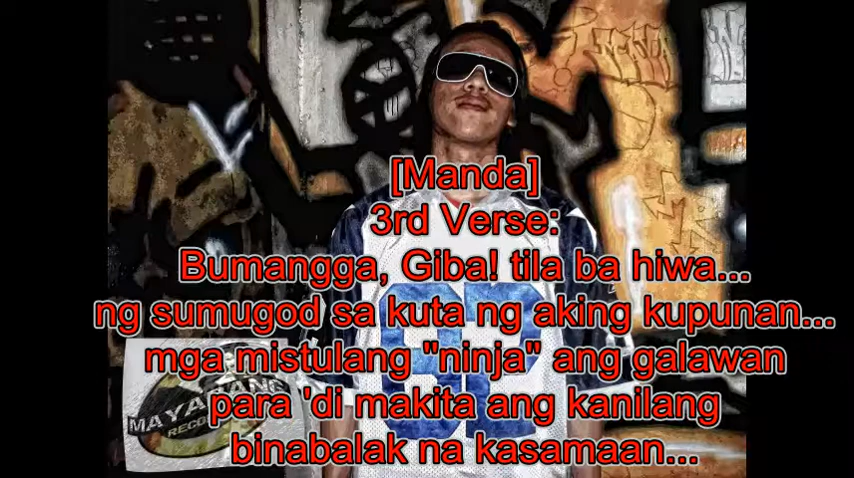 [Manda]
3rd Verse:
Bumangga, Giba! tila ba hiwa...
ng sumugod sa kuta ng aking kupunan...
mga mistulang "ninja" ang galawan
para 'di makita ang kanilang
binabalak na kasamaan...